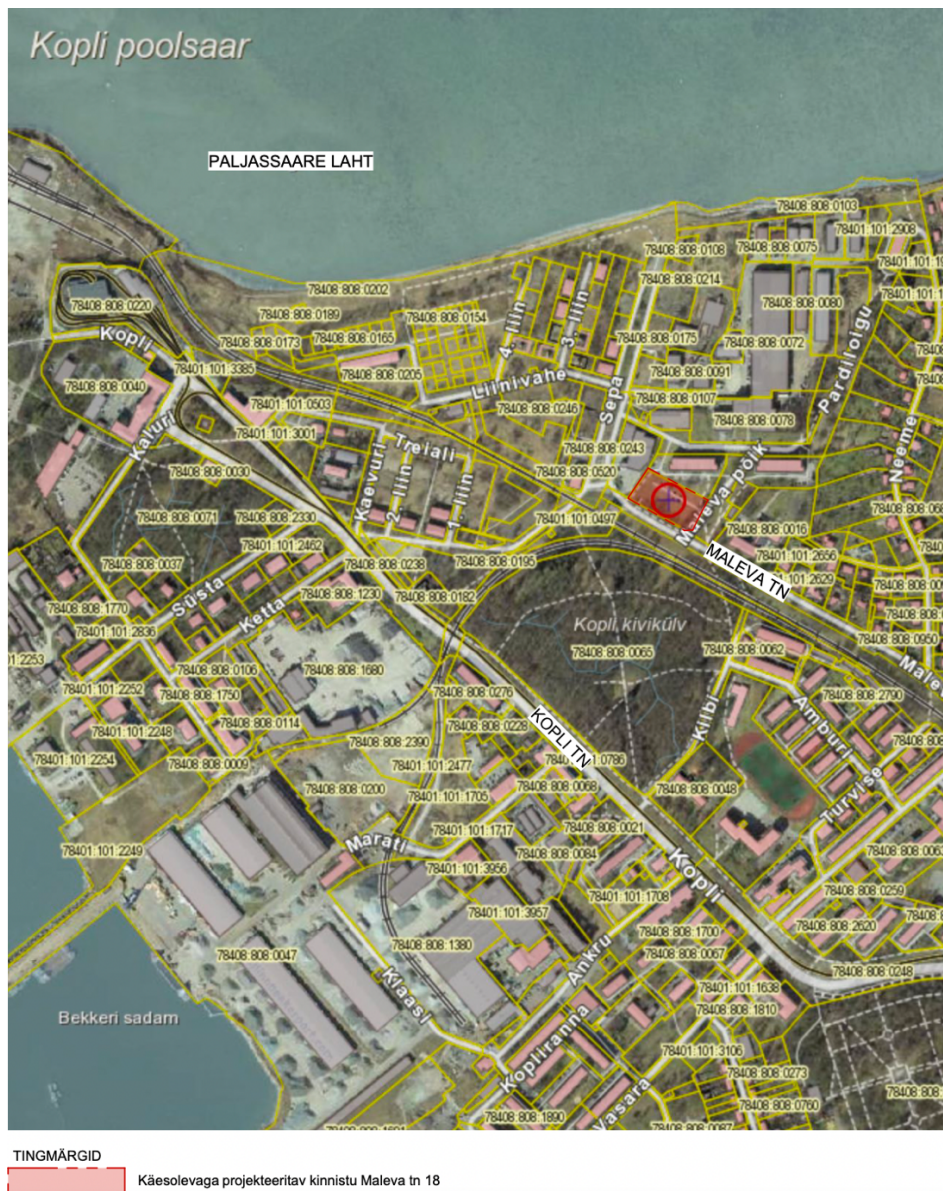 Kopli poolsaar
PALJASSAARE LAHT
78408:808:0103
78401:101:2908
78408:808:0108
78408:808:0075
78408:808:0214
78408:808:0202
78408:808:0220
78408:808:0080
78408:808:0189
78408:808:0154
4. liin
3. liin
Kopli
78408:808:0173
78408:808:0165
78408:808:0175
78408:808:0072
Pardiloigu
78401:101:3385
78408:808:0205
78408:808:0091
78408:808:0040
Liinivahe
Sepa
78408:808:0107
78401:101:0503
78408:808:0246
78408:808:0078
Kaluri
78401:101:3001
Treiali
78408:808:0243
Neeme
78408:808:0030
Kaevuri
2. liin
1. liin
78408:808:0520
Maleva põik
78408:808:0071
78408:808:2330
78401:101:0497
78408:808:0016
78401:101:2462
78408:808:0037
78408:808:0238
78408:808:0195
MALEVA TN
78401:101:2656
78401:101:2629
Süsta
78408:808:1770
78408:808:1230
78408:808:0182
Ketta
78401:101:2836
Kopli kivikülv
78408:808:0950
78408:808:0065
78408:808:0062
78401:101:2252
78408:808:0106
78408:808:1680
78408:808:1750
78408:808:0276
78408:808:2790
Kiibi
Amburi
78401:101:2248
78408:808:0114
78408:808:0228
KOPLI TN
78408:808:2390
78401:101:2254
78408:808:0009
78401:101:2477
78408:808:0068
78408:808:0048
Turvise
78408:808:0200
78401:101:1705
78401:101:1717
78408:808:0021
Marati
78401:101:2249
78408:808:0084
78401:101:3956
Kopli
78401:101:1708
78408:808:0259
78401:101:3957
78408:808:1700
78408:808:2620
78408:808:0047
78408:808:1380
78408:808:0067
Ankru
78408:808:0248
Klaasi
78401:101:1638
78408:808:1810
Bekkeri sadam
Kopliranna
78401:101:3106
78408:808:0273
Vasara
78408:808:1890
78408:808:0760
TINGMÄRGID
Käesolevaga projekteeritav kinnistu Maleva tn 18